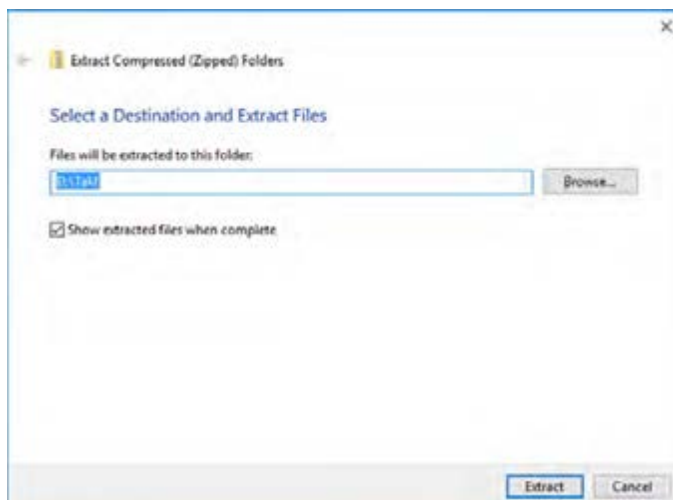 Extract Compressed (Zipped) Folders
Select a Destination and Extract Files
Files will be extracted to this folder:
Browse...
Show extracted files when complete
Extract Cancel